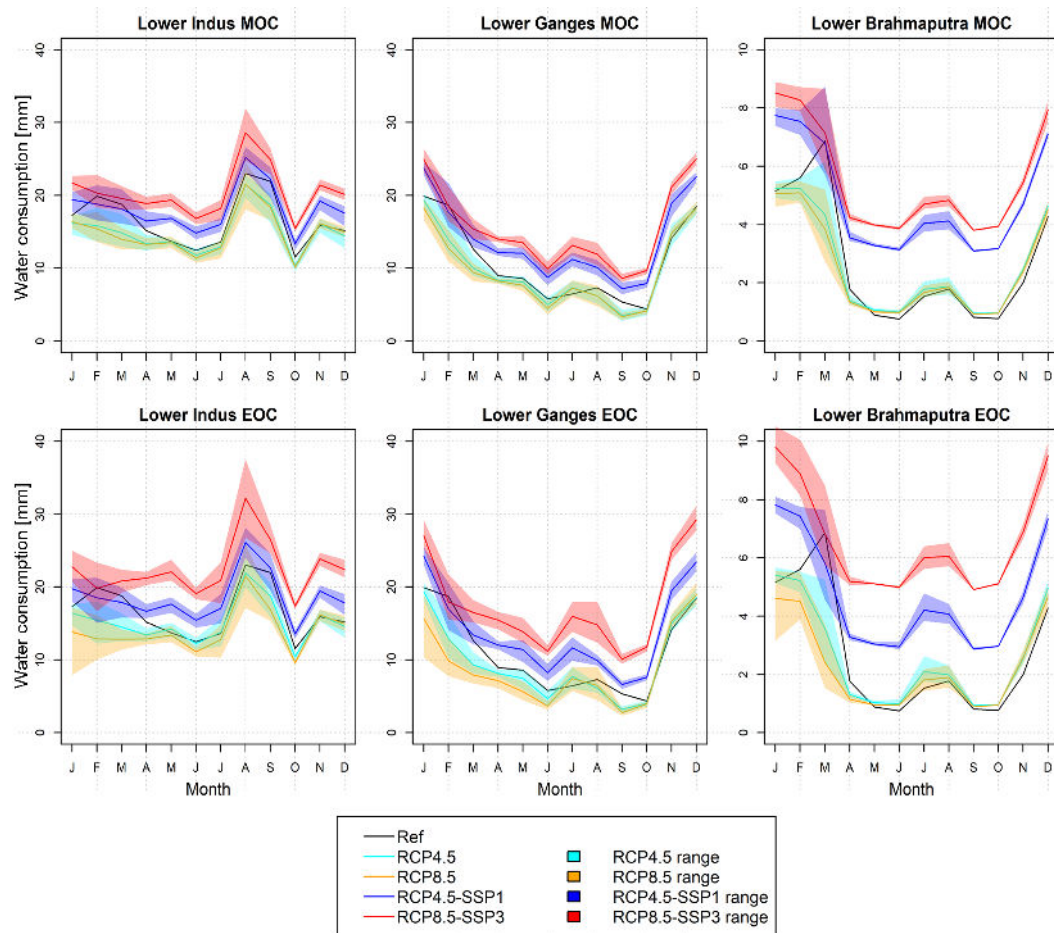 Lower Indus MOC Lower Ganges MOC Lower Brahmaputra MOC
Water consumption [mm]
40
30
20
10
0
40
30
20
10
0
10
8
6
4
2
0
J F M A M J J A S O N D
J F M A M J J A S O N D
J F M A M J J A S O N D
Lower Indus EOC Lower Ganges EOC Lower Brahmaputra EOC
Water consumption [mm]
40
30
20
10
0
40
30
20
10
0
10
8
6
4
2
0
J F M A M J J A S O N D
J F M A M J J A S O N D
J F M A M J J A S O N D
Month Month Month
Ref
RCP4.5 RCP4.5 range
RCP8.5 RCP8.5 range
RCP4.5-SSP1 RCP4.5-SSP1 range
RCP8.5-SSP3 RCP8.5-SSP3 range